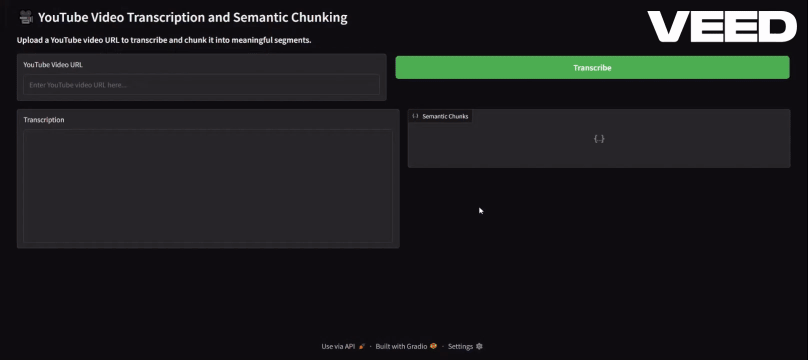 YouTube Video Transcription and Semantic Chunking
VEED
Upload a YouTube video URL to transcribe and chunk it into meaningful segments.
YouTube Video URL
Enter YouTube video URL here...
Transcribe
Transcription
Semantic Chunks
{..}
Use via API · Built with Gradio · Settings